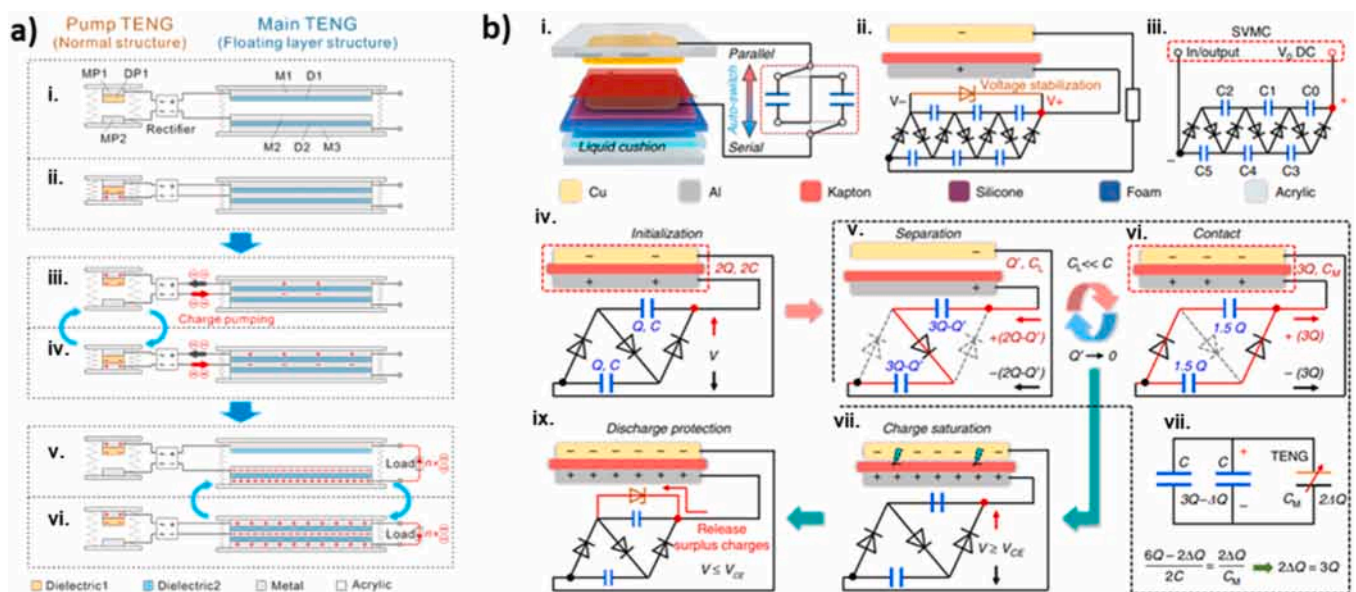 a)
Pump TENG
(Normal structure)
Main TENG
(Floating layer structure)
i.
MP1
DP1
MP2
Rectifier
M1
D1
M2
D2
M3
ii.
iii.
Charge pumping
iv.
v.
Load
vi.
Load
Dielectric1
Dielectric2
Metal
Acrylic
b)
i.
Parallel
Auto-switch
Serial
Liquid cushion
ii.
−
+
Voltage stabilization
V−
V+
iii.
SVMC
In/output
DC
C2
C1
C0
+
−
C5
C4
C3
Cu
Al
Kapton
Silicone
Foam
Acrylic
iv.
Initialization
− − −
+ +
2Q, 2C
Q, C
Q, C
V
v.
Separation
−
+
Q', C_L
3Q-Q'
3Q-Q'
+(2Q-Q')
−(2Q-Q')
C_L<< C
Q' → 0
vi.
Contact
− − −
+ + +
3Q, C_M
1.5 Q
1.5 Q
+ (3Q)
− (3Q)
ix.
Discharge protection
− − − − − −
+ + + + + +
Release
surplus charges
V ≤ V_CE
vii.
Charge saturation
− − − − − −
+ + + + + +
V ≥ V_CE
vii.
C
C
+
−
TENG
3Q−ΔQ
C_M
2ΔQ
6Q − 2ΔQ / 2C = 2ΔQ / C_M
2ΔQ = 3Q